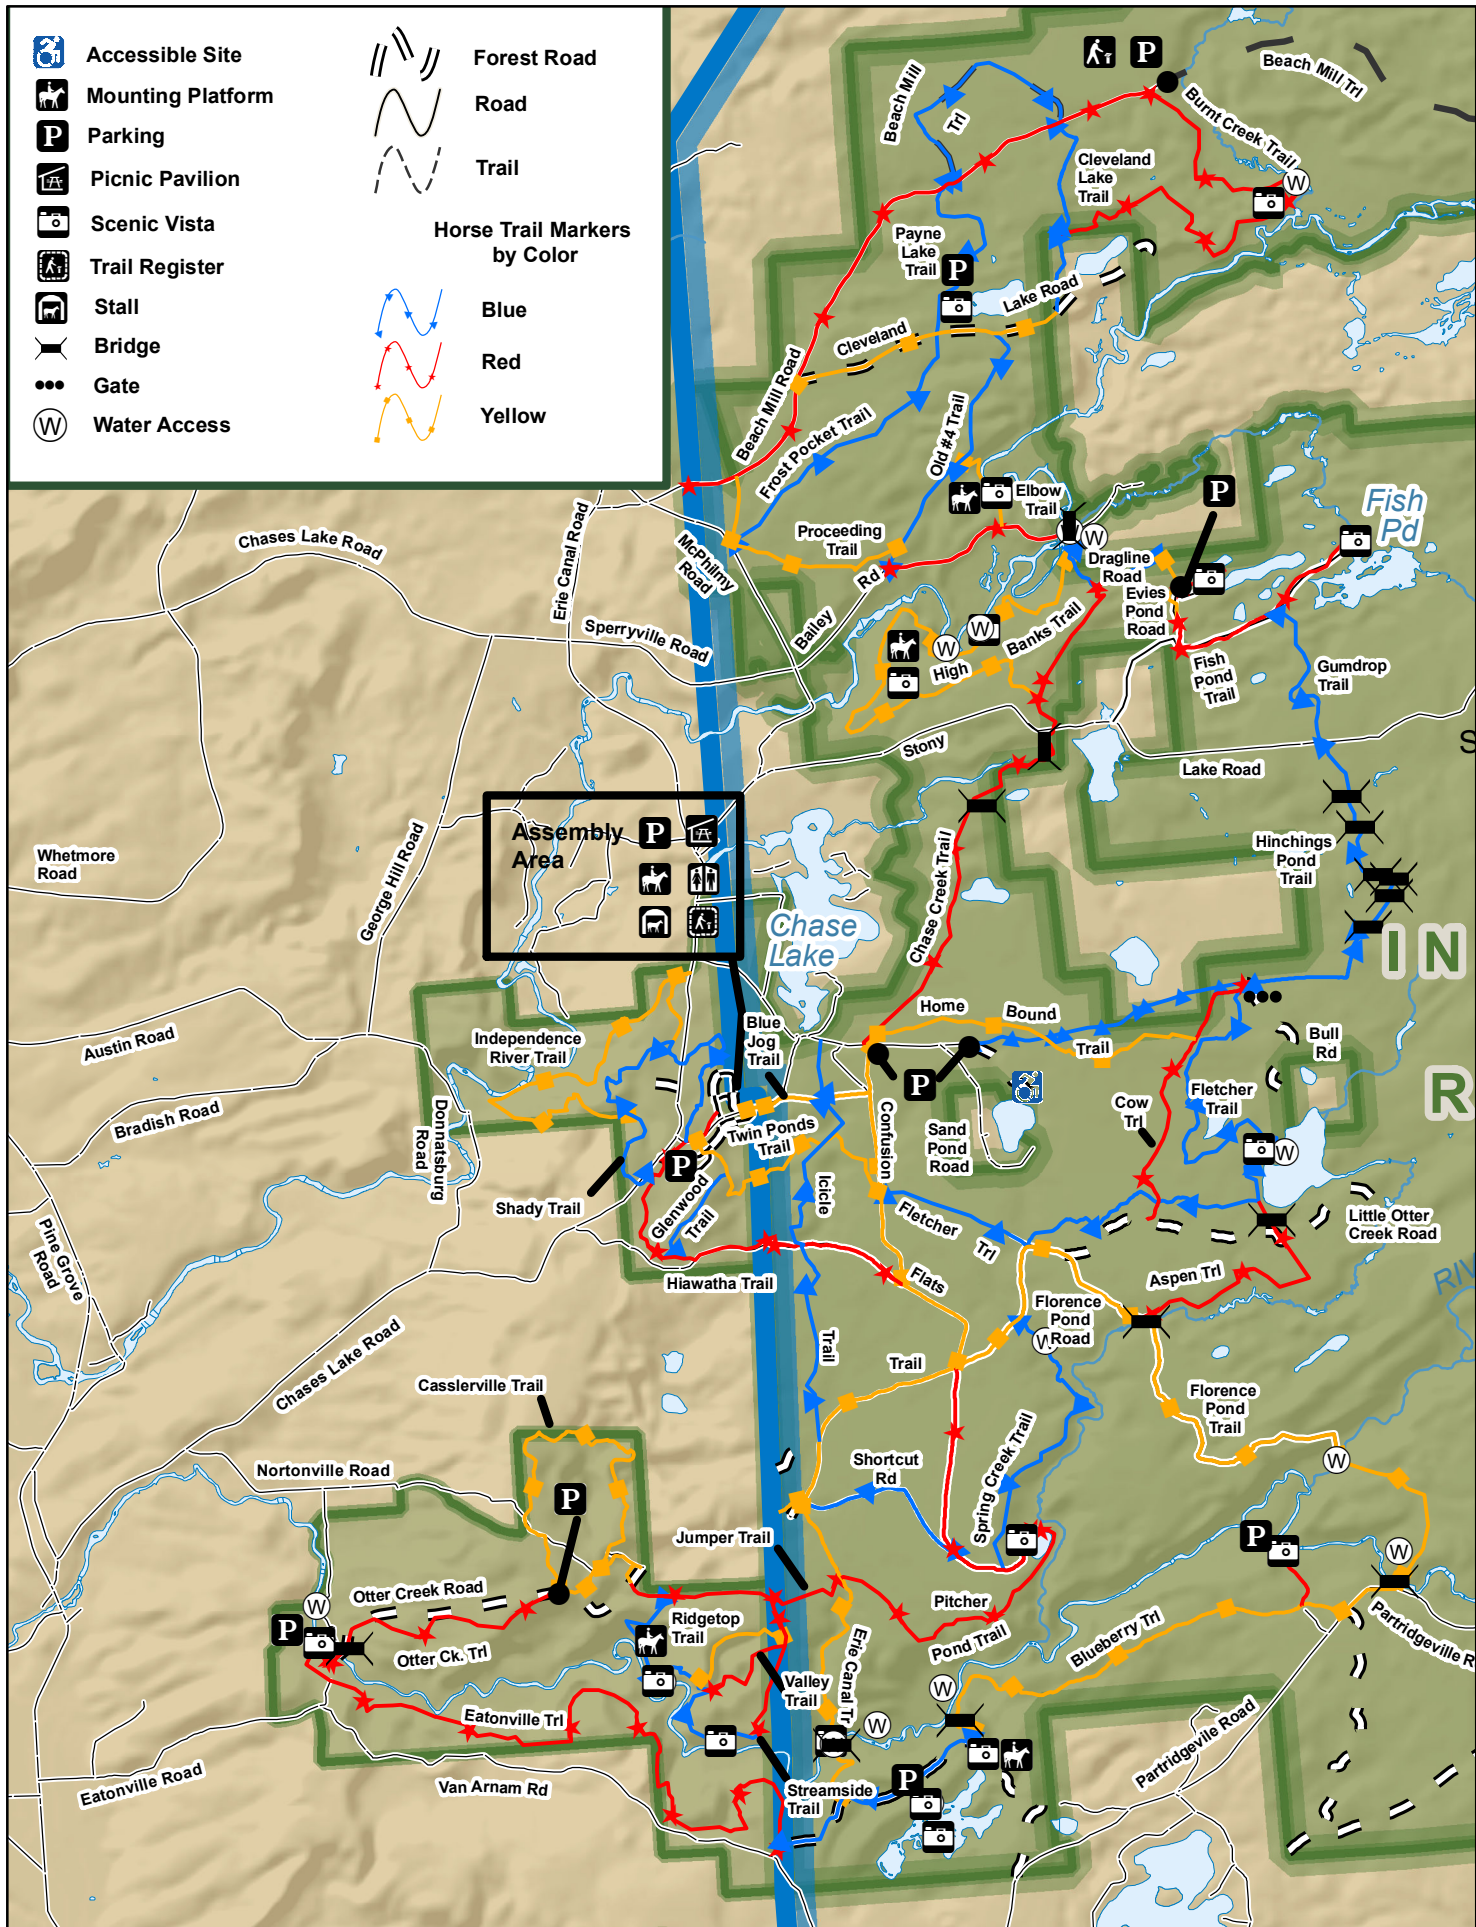 Accessible Site
Mounting Platform
P
Parking
Picnic Pavilion
Scenic Vista
Trail Register
Stall
Bridge
Gate
W
Water Access
Forest Road
Road
Trail
Horse Trail Markers
by Color
Blue
Red
Yellow
P
Beach Mill Trl
Beach Mill
Trl
Burnt Creek Trail
Cleveland
Lake
Trail
W
Payne
Lake
Trail
P
Lake Road
Cleveland
Beach Mill Road
Frost Pocket Trail
Old #4 Trail
Elbow
Trail
P
Fish
Pd
Chases Lake Road
Erie Canal Road
McPhilmy
Road
Proceeding
Trail
Rd
Bailey
W
W
Dragline
Road
Evies
Pond
Road
Sperryville Road
W
W
High
Banks Trail
Fish
Pond
Trail
Gumdrop
Trail
Stony
Lake Road
S
Assembly
Area
P
Whetmore
Road
George Hill Road
Chase
Lake
Chase Creek Trail
Hinchings
Pond
Trail
IN
R
Home
Bound
Trail
Bull
Rd
Austin Road
Independence
River Trail
Blue
Jog
Trail
P
Bradish Road
Donnatsburg
Road
Twin Ponds
Trail
Confusion
Flats
Trail
Sand
Pond
Road
Cow
Trl
Fletcher
Trail
W
P
Shady Trail
Glenwood
Trail
Icicle
Trail
Fletcher
Trl
Little Otter
Creek Road
Pine Grove
Road
Hiawatha Trail
Aspen Trl
RIV
Florence
Pond
Road
W
Chases Lake Road
Casslerville Trail
Florence
Pond
Trail
W
Nortonville Road
P
Shortcut
Rd
Spring Creek Trail
Jumper Trail
P
W
Otter Creek Road
W
P
Otter Ck. Trl
Ridgetop
Trail
Pitcher
Pond Trail
Blueberry Trl
Partridgeville R
Erie Canal Tr
Valley
Trail
W
W
Eatonville Trl
Eatonville Road
Van Arnam Rd
Streamside
Trail
P
Partridgeville Road